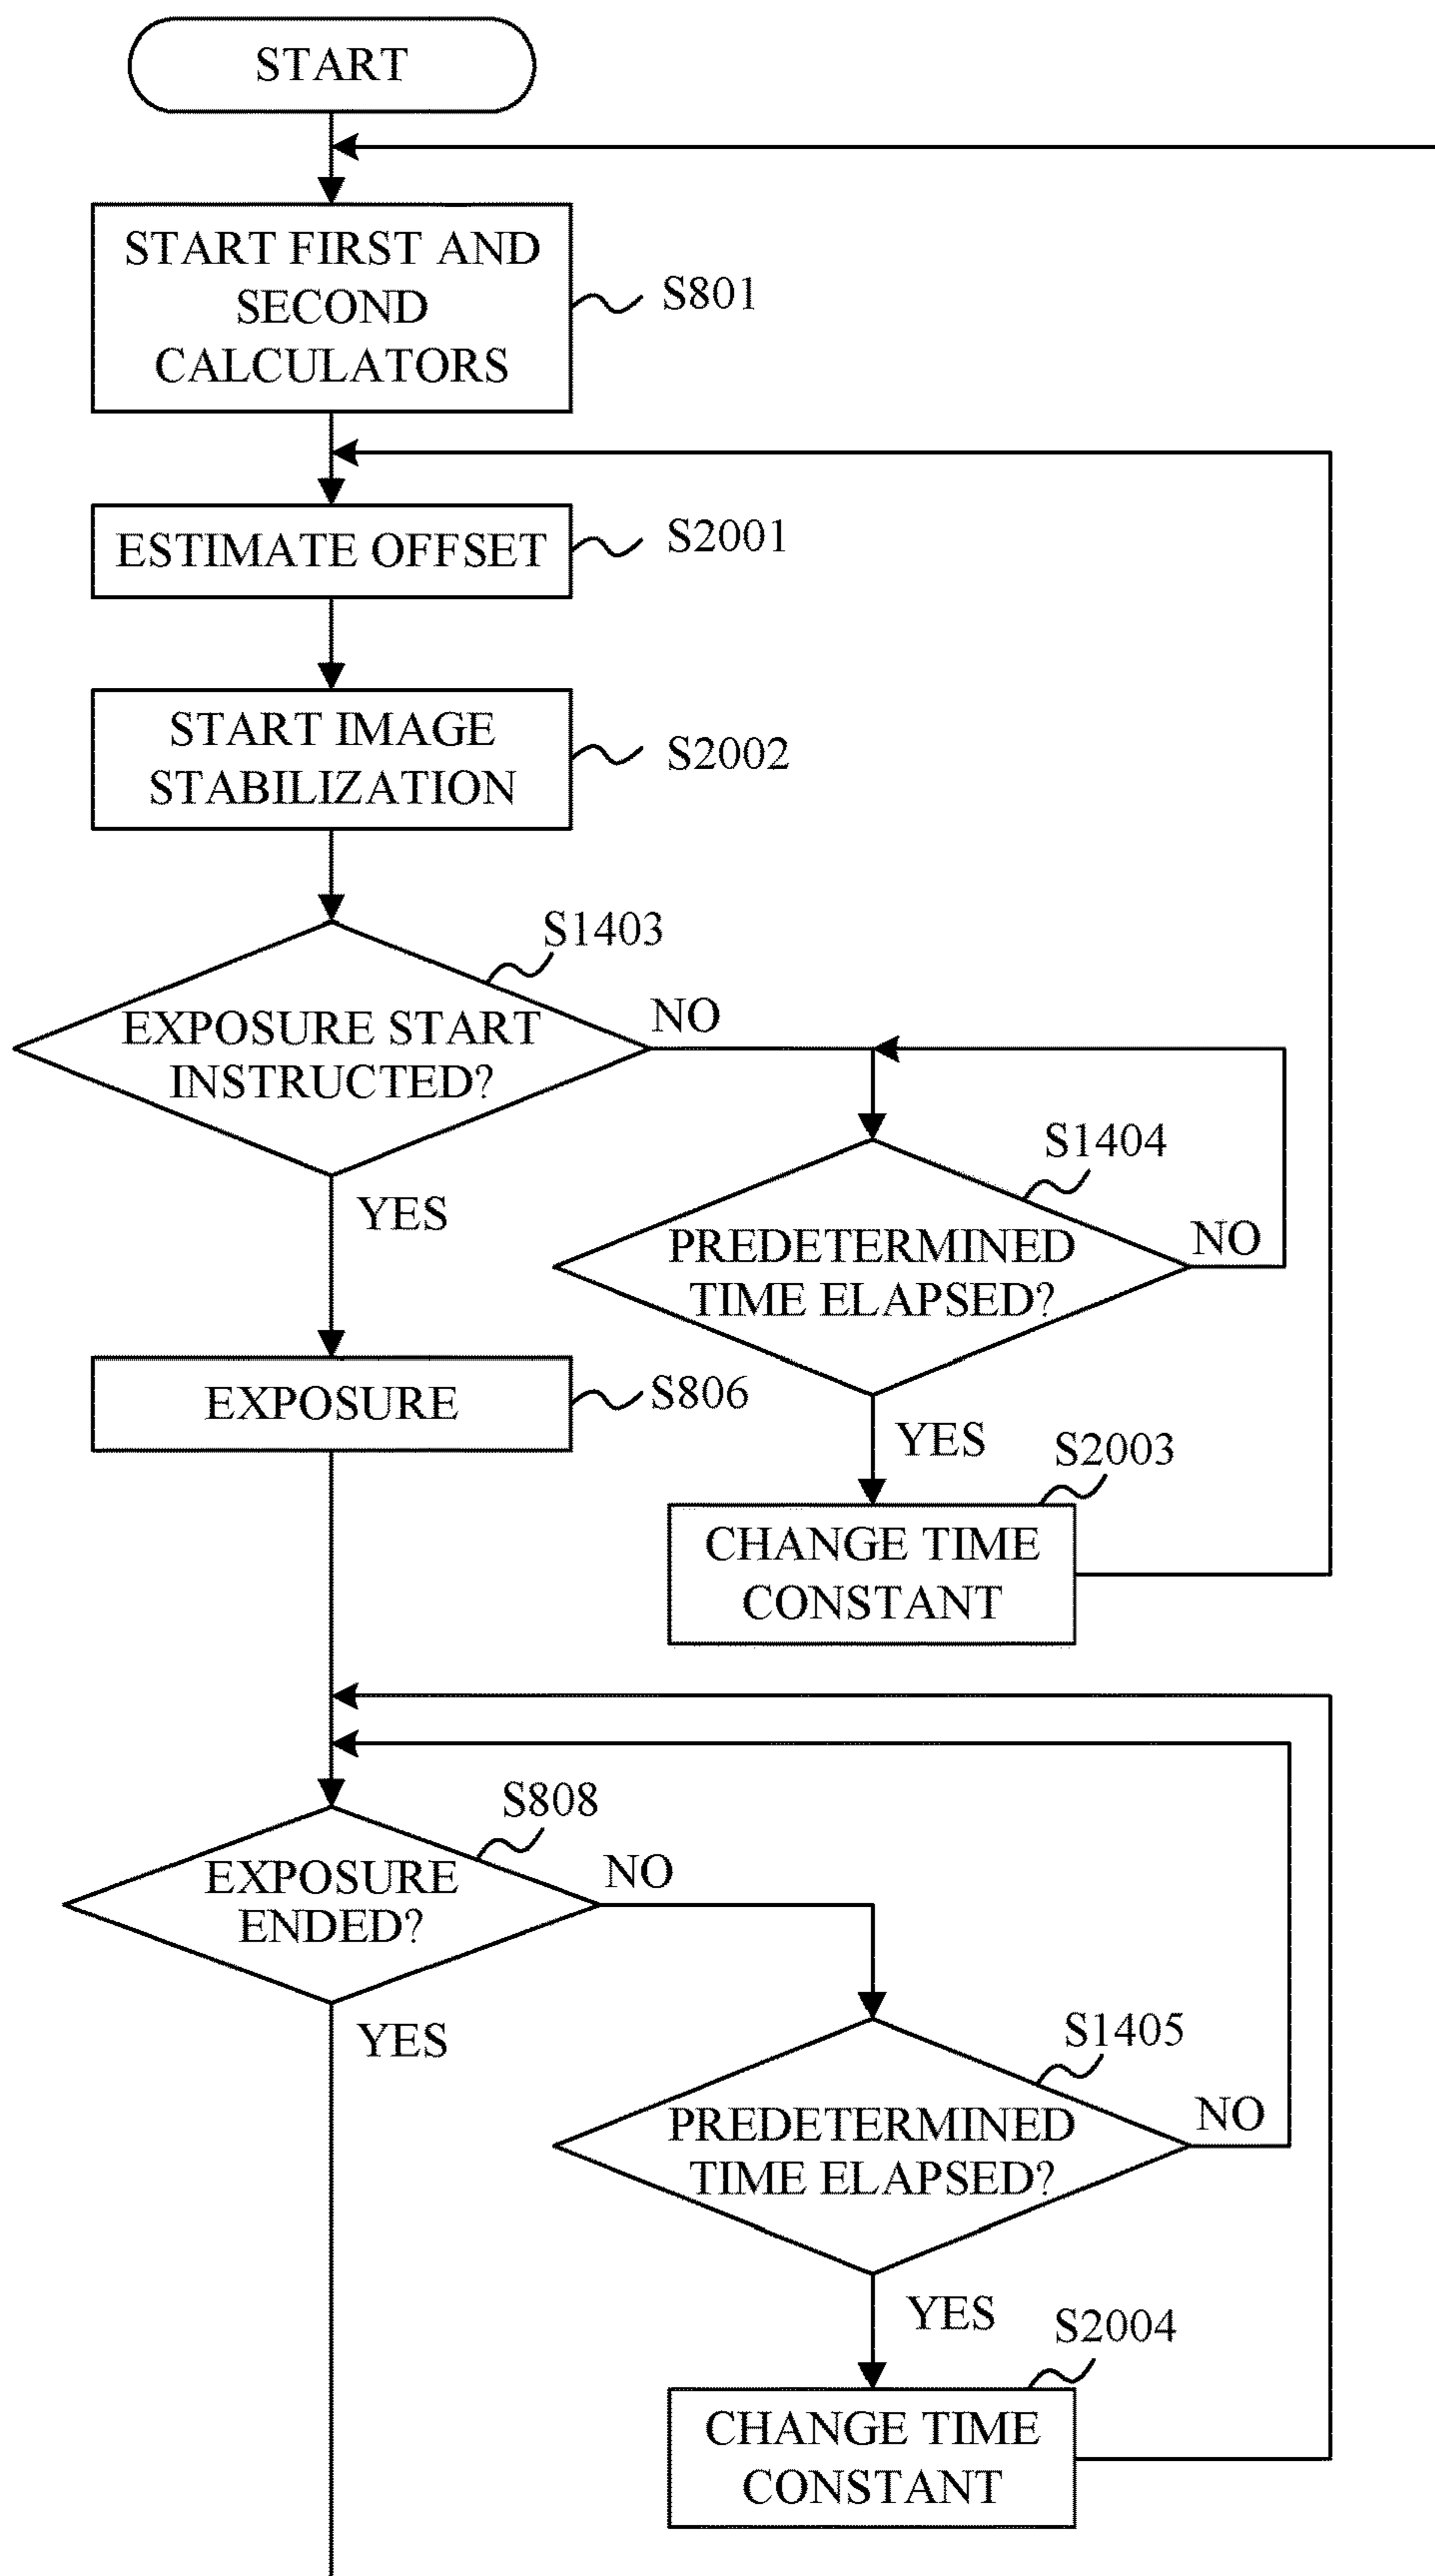 START
START FIRST AND
SECOND
CALCULATORS
S801
ESTIMATE OFFSET
S2001
START IMAGE
STABILIZATION
S2002
S1403
EXPOSURE START
INSTRUCTED?
NO
YES
S1404
PREDETERMINED
TIME ELAPSED?
NO
YES
EXPOSURE
S806
S2003
CHANGE TIME
CONSTANT
S808
EXPOSURE
ENDED?
NO
YES
S1405
PREDETERMINED
TIME ELAPSED?
NO
YES
S2004
CHANGE TIME
CONSTANT